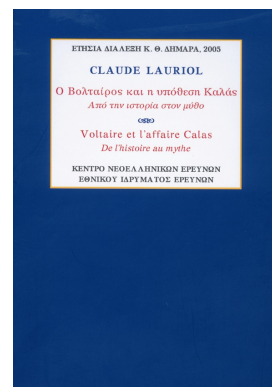 ΕΤΗΣΙΑ ΔΙΑΛΕΞΗ Κ. Θ. ΔΗΜΑΡΑ, 2005
CLAUDE LAURIOL
Ο Βολταίρος και η υπόθεση Καλάς
Από την ιστορία στον μύθο
Voltaire et l'affaire Calas
De l'histoire au mythe
ΚΕΝΤΡΟ ΝΕΟΕΛΛΗΝΙΚΩΝ ΕΡΕΥΝΩΝ
ΕΘΝΙΚΟΥ ΙΔΡΥΜΑΤΟΣ ΕΡΕΥΝΩΝ